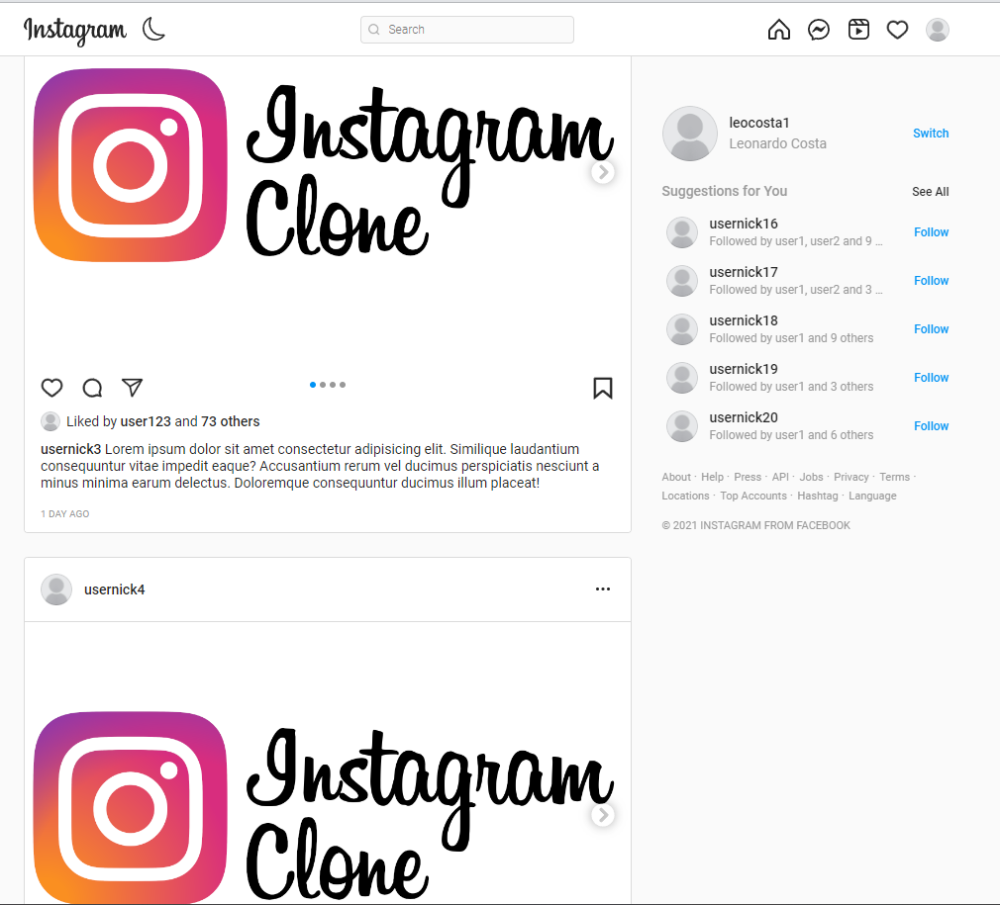 Instagram
Search
Instagram
Clone
Liked by user123 and 73 others
usernick3 Lorem ipsum dolor sit amet consectetur adipisicing elit. Similique laudantium
consequuntur vitae impedit eaque? Accusantium rerum vel ducimus perspiciatis nesciunt a
minus minima earum delectus. Doloremque consequuntur ducimus illum placeat!
1 DAY AGO
usernick4
Instagram
Clone
leocosta1
Leonardo Costa
Switch
Suggestions for You
See All
usernick16
Followed by user1, user2 and 9 ...
Follow
usernick17
Followed by user1, user2 and 3 ...
Follow
usernick18
Followed by user1 and 9 others
Follow
usernick19
Followed by user1 and 3 others
Follow
usernick20
Followed by user1 and 6 others
Follow
About · Help · Press · API · Jobs · Privacy · Terms ·
Locations · Top Accounts · Hashtag · Language
© 2021 INSTAGRAM FROM FACEBOOK